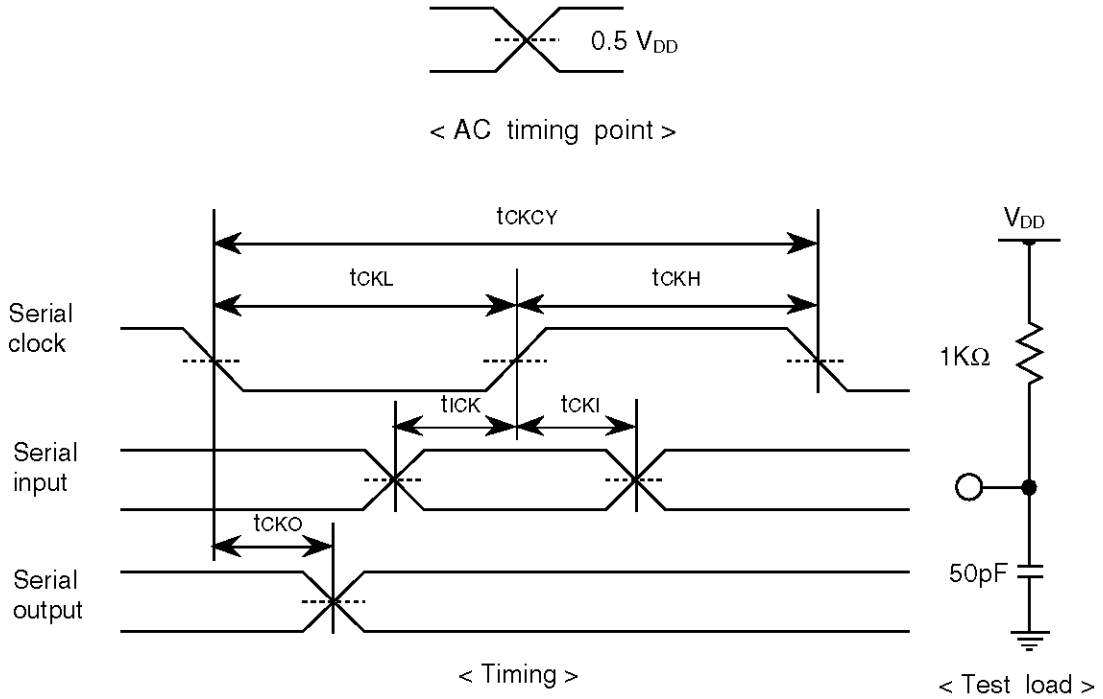 0.5 VDD
< AC timing point >
tCKCY
VDD
tCKL
tCKH
Serial
clock
1KΩ
tICK
tCKI
Serial
input
tCKO
Serial
output
50pF
< Timing >
< Test load >